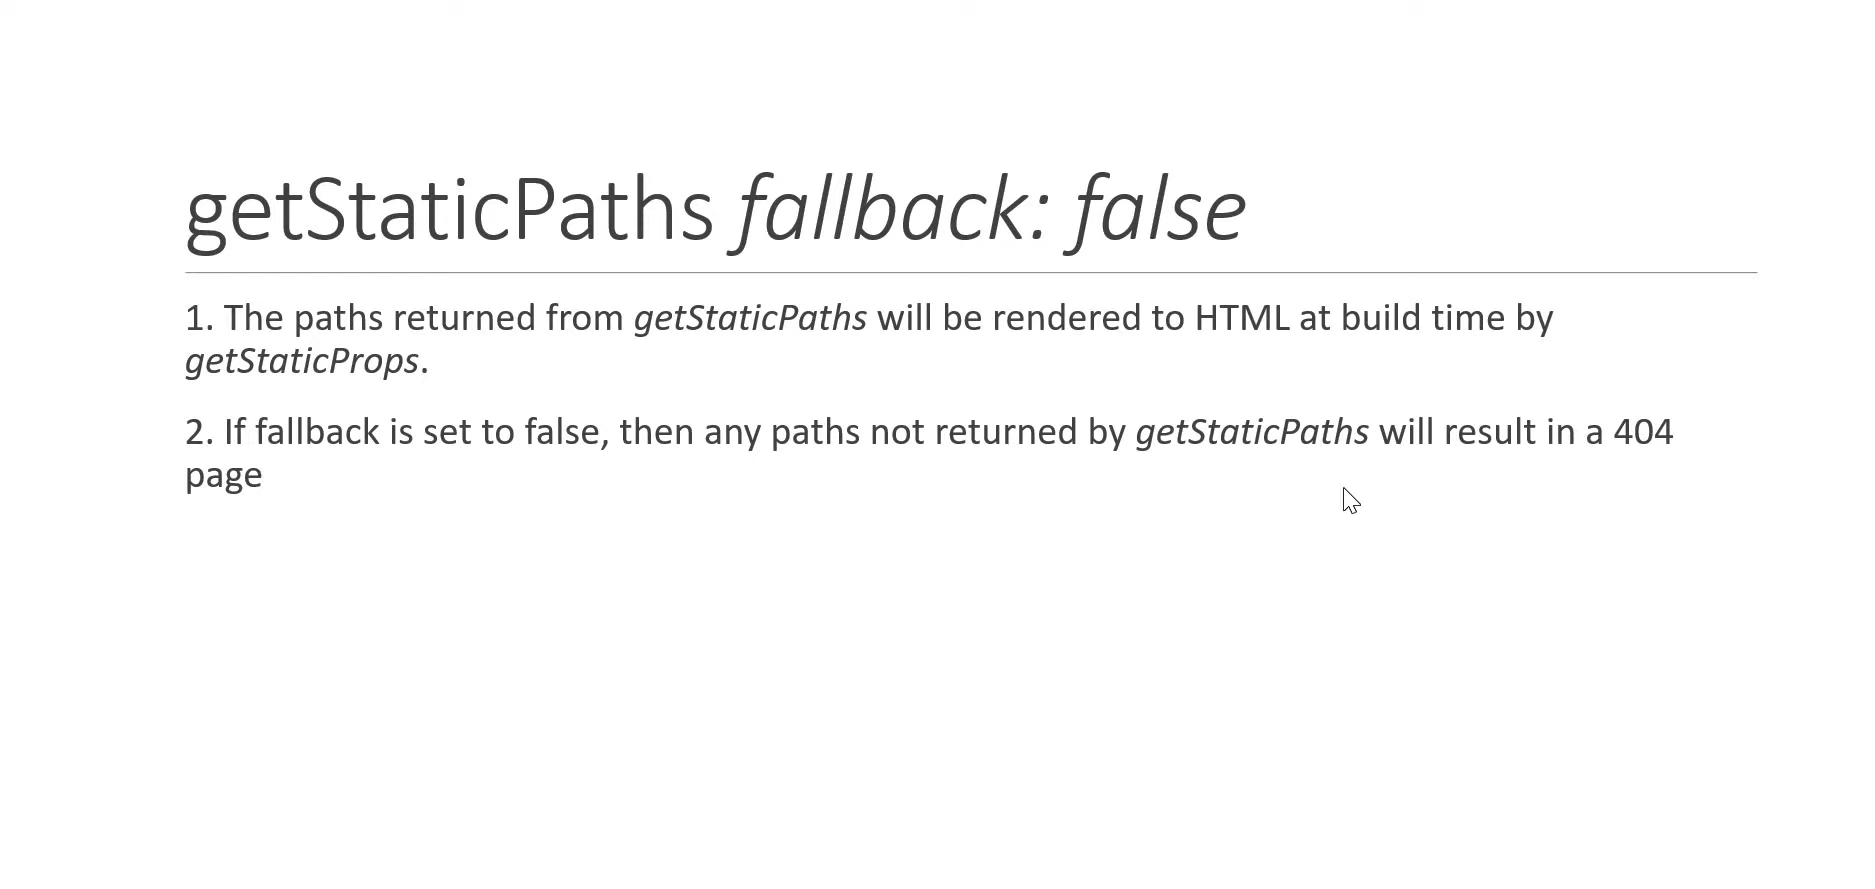 getStaticPaths fallback: false
1. The paths returned from getStaticPaths will be rendered to HTML at build time by
getStaticProps.
2. If fallback is set to false, then any paths not returned by getStaticPaths will result in a 404
page